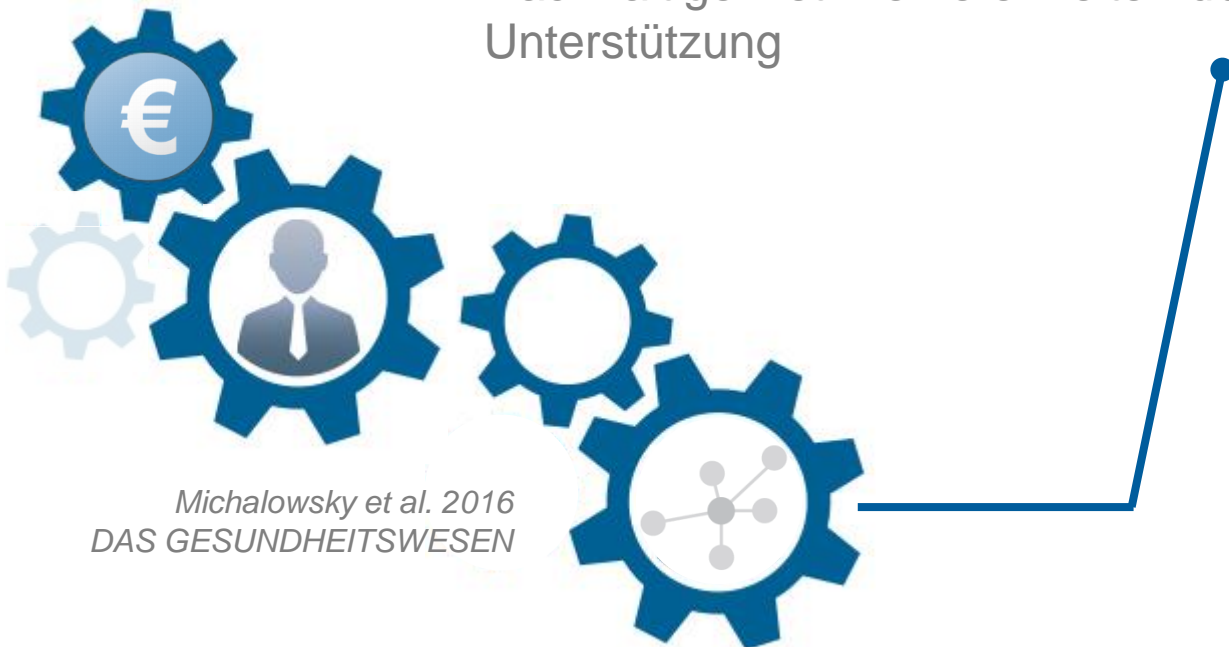 Unterstützung
€
Michalowsky et al. 2016
DAS GESUNDHEITSWESEN